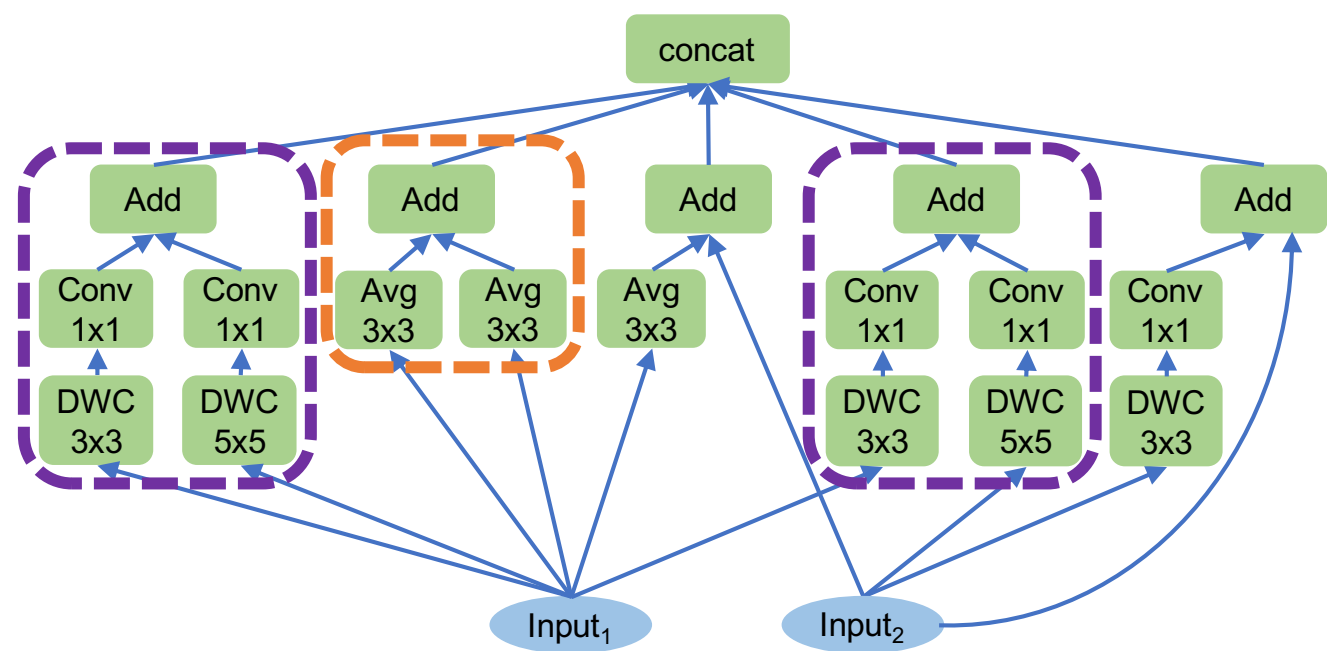 concat
Add
Add
Add
Add
Add
Conv
1x1
Conv
1x1
Avg
3x3
Avg
3x3
Avg
3x3
Conv
1x1
Conv
1x1
Conv
1x1
DWC
3x3
DWC
5x5
DWC
3x3
DWC
5x5
DWC
3x3
Input₁
Input₂